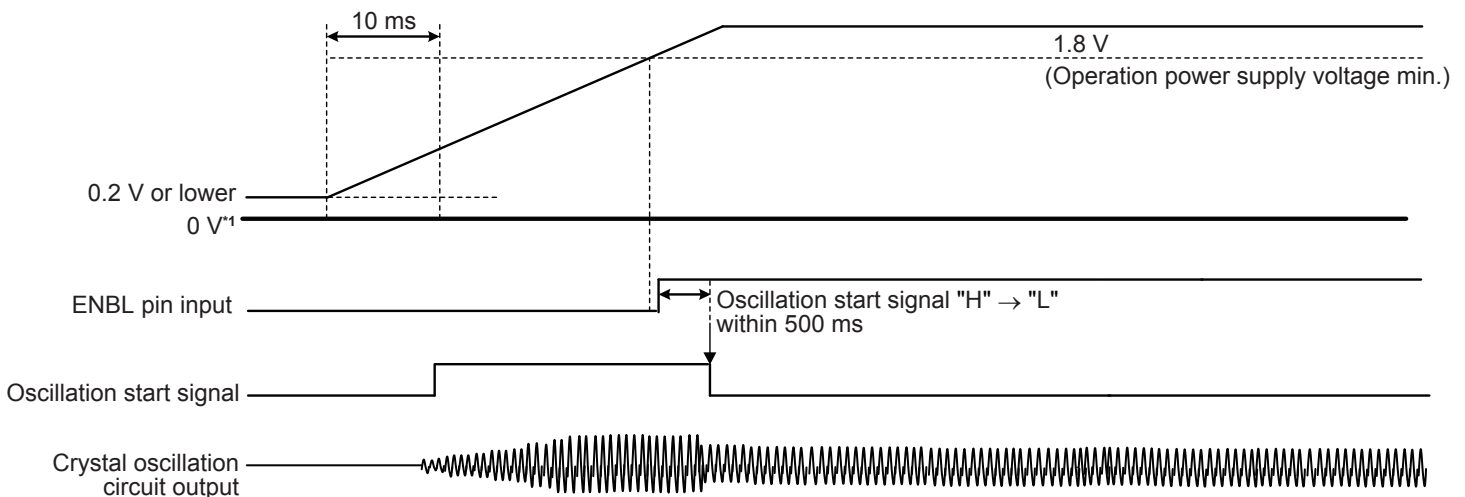 10 ms
1.8 V
(Operation power supply voltage min.)
0.2 V or lower
0 V*1
ENBL pin input
Oscillation start signal "H" → "L"
within 500 ms
Oscillation start signal
Crystal oscillation
circuit output